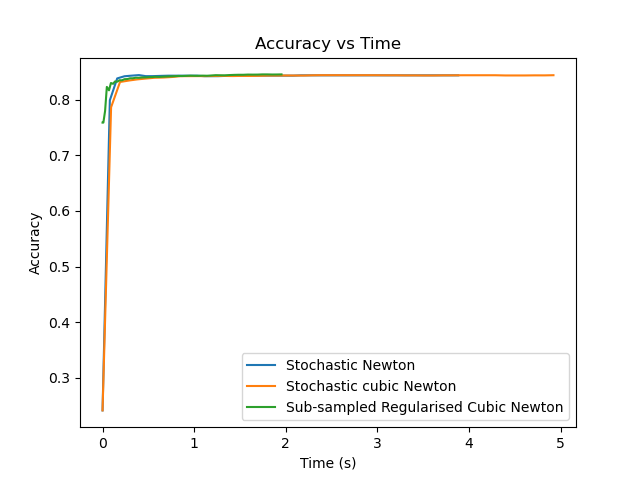 Accuracy vs Time
Accuracy
0.8
0.7
0.6
0.5
0.4
0.3
Stochastic Newton
Stochastic cubic Newton
Sub-sampled Regularised Cubic Newton
0 1 2 3 4 5
Time (s)